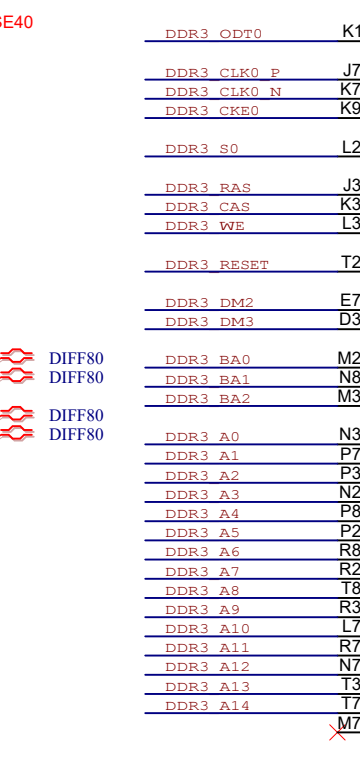 SE40
DDR3_ODT0 K1
DDR3_CLK0_P J7
DDR3_CLK0_N K7
DDR3_CKE0 K9
DDR3_S0 L2
DDR3_RAS J3
DDR3_CAS K3
DDR3_WE L3
DDR3_RESET T2
DDR3_DM2 E7
DDR3_DM3 D3
DIFF80 DDR3_BA0 M2
DIFF80 DDR3_BA1 N8
DDR3_BA2 M3
DIFF80
DIFF80 DDR3_A0 N3
DDR3_A1 P7
DDR3_A2 P3
DDR3_A3 N2
DDR3_A4 P8
DDR3_A5 P2
DDR3_A6 R8
DDR3_A7 R2
DDR3_A8 T8
DDR3_A9 R3
DDR3_A10 L7
DDR3_A11 R7
DDR3_A12 N7
DDR3_A13 T3
DDR3_A14 T7
M7